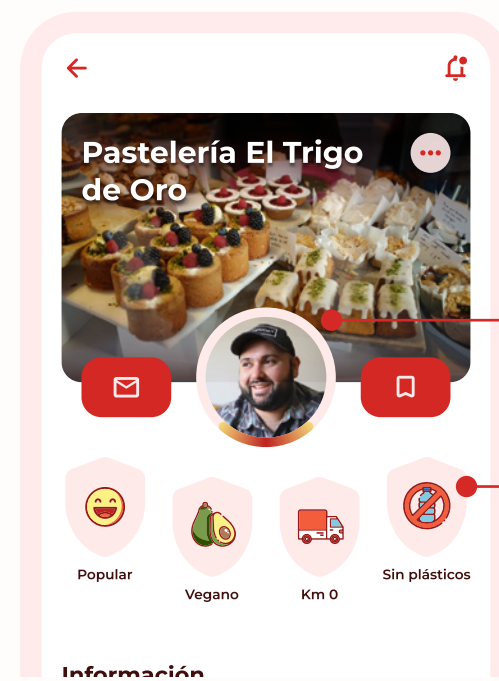 Pastelería El Trigo
de Oro
Popular
Vegano
Km 0
Sin plásticos
Información